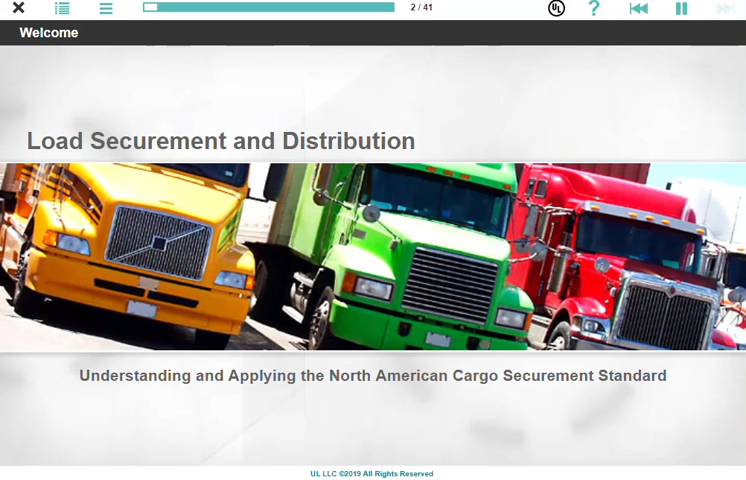 2 / 41
UL
?
Welcome
Load Securement and Distribution
Understanding and Applying the North American Cargo Securement Standard
UL LLC ©2019 All Rights Reserved